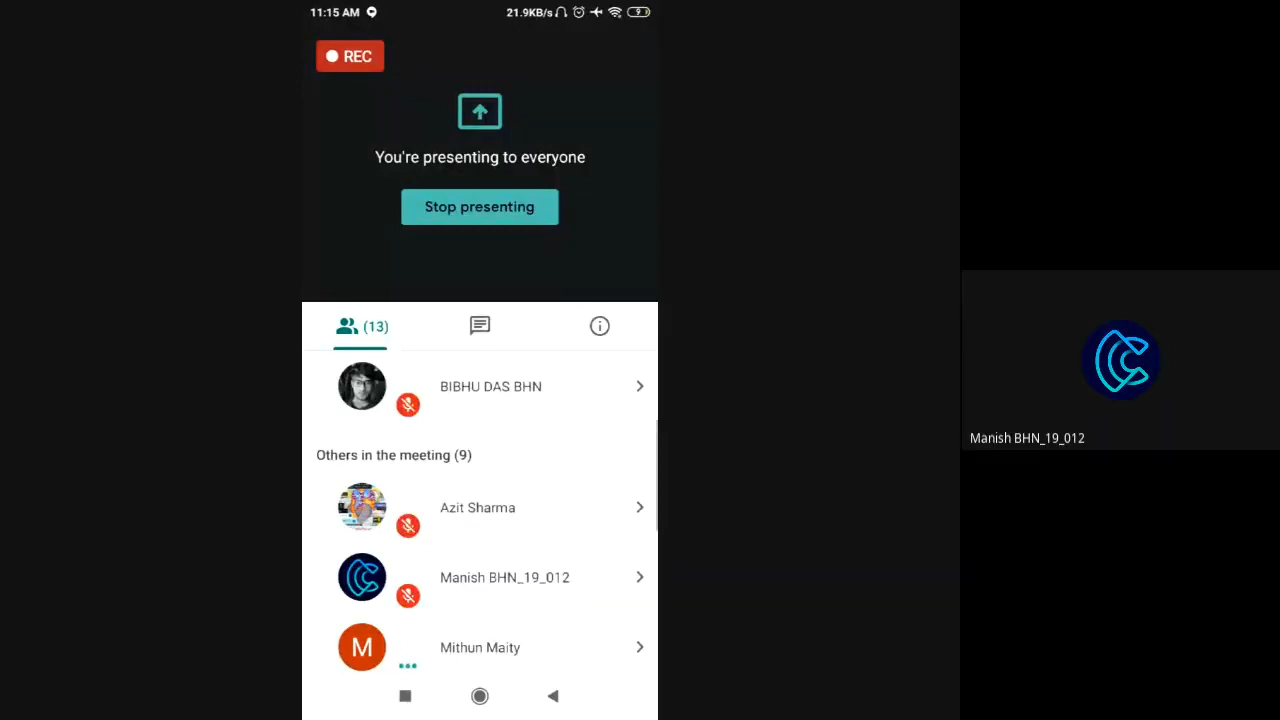 11:15 AM 21.9KB/s 9
REC
You're presenting to everyone
Stop presenting
(13)
BIBHU DAS BHN
Others in the meeting (9)
Azit Sharma
Manish BHN_19_012
M Mithun Maity
Manish BHN_19_012